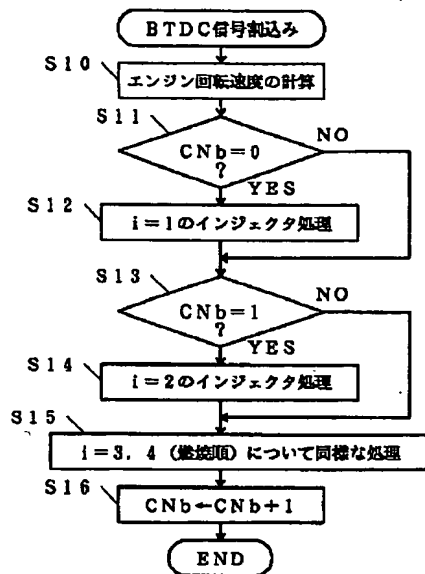 BTDC信号割込み
S10
エンジン回転速度の計算
S11
CNb=0
?
NO
YES
S12
i=1のインジェクタ処理
S13
CNb=1
?
NO
YES
S14
i=2のインジェクタ処理
S15
i=3,4(燃焼順)について同様な処理
S16
CNb←CNb+1
END